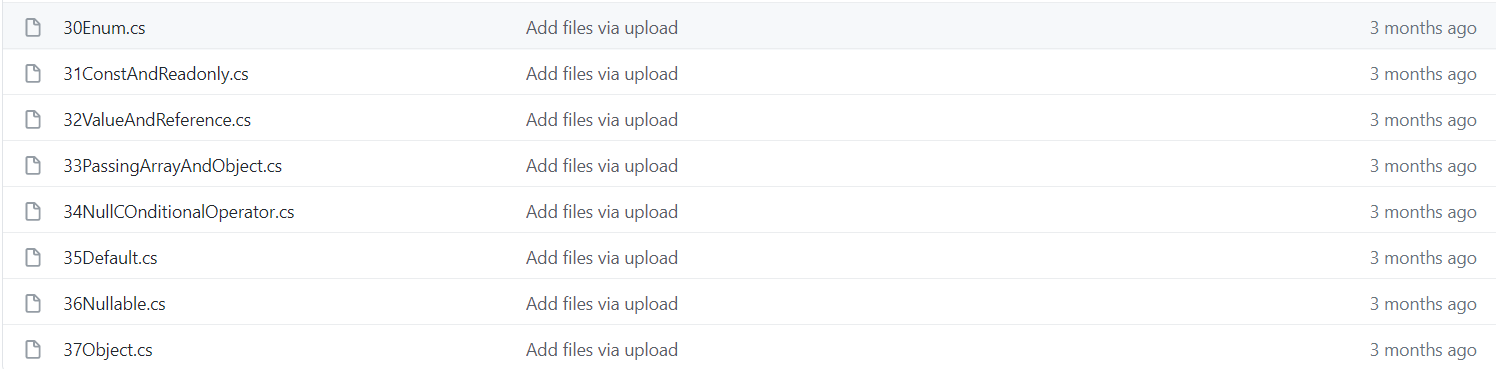 30Enum.cs Add files via upload 3 months ago
31ConstAndReadonly.cs Add files via upload 3 months ago
32ValueAndReference.cs Add files via upload 3 months ago
33PassingArrayAndObject.cs Add files via upload 3 months ago
34NullCOnditionalOperator.cs Add files via upload 3 months ago
35Default.cs Add files via upload 3 months ago
36Nullable.cs Add files via upload 3 months ago
37Object.cs Add files via upload 3 months ago